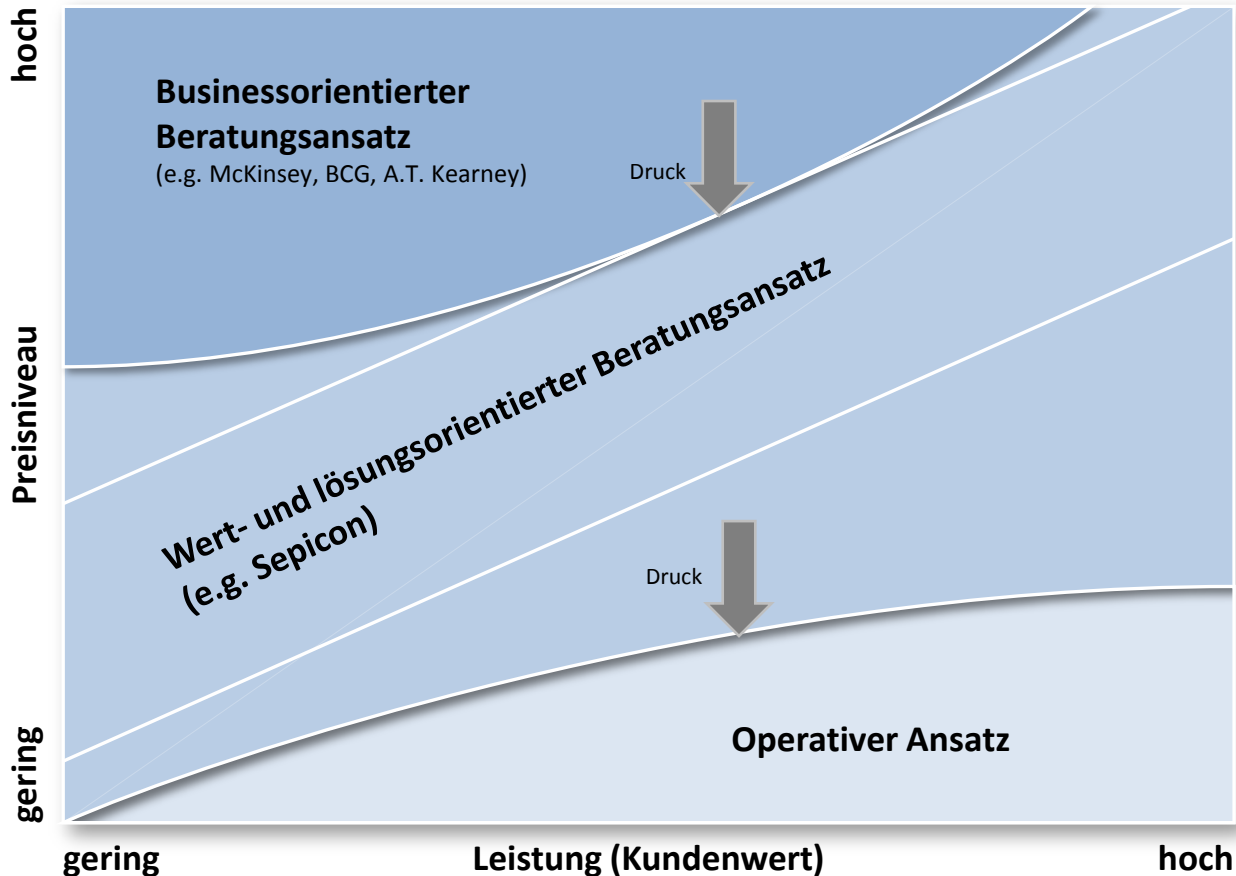 hoch
Businessorientierter
Beratungsansatz
(e.g. McKinsey, BCG, A.T. Kearney)
Druck
Preisniveau
Wert- und lösungsorientierter Beratungsansatz
(e.g. Sepicon)
Druck
Operativer Ansatz
gering
gering
Leistung (Kundenwert)
hoch